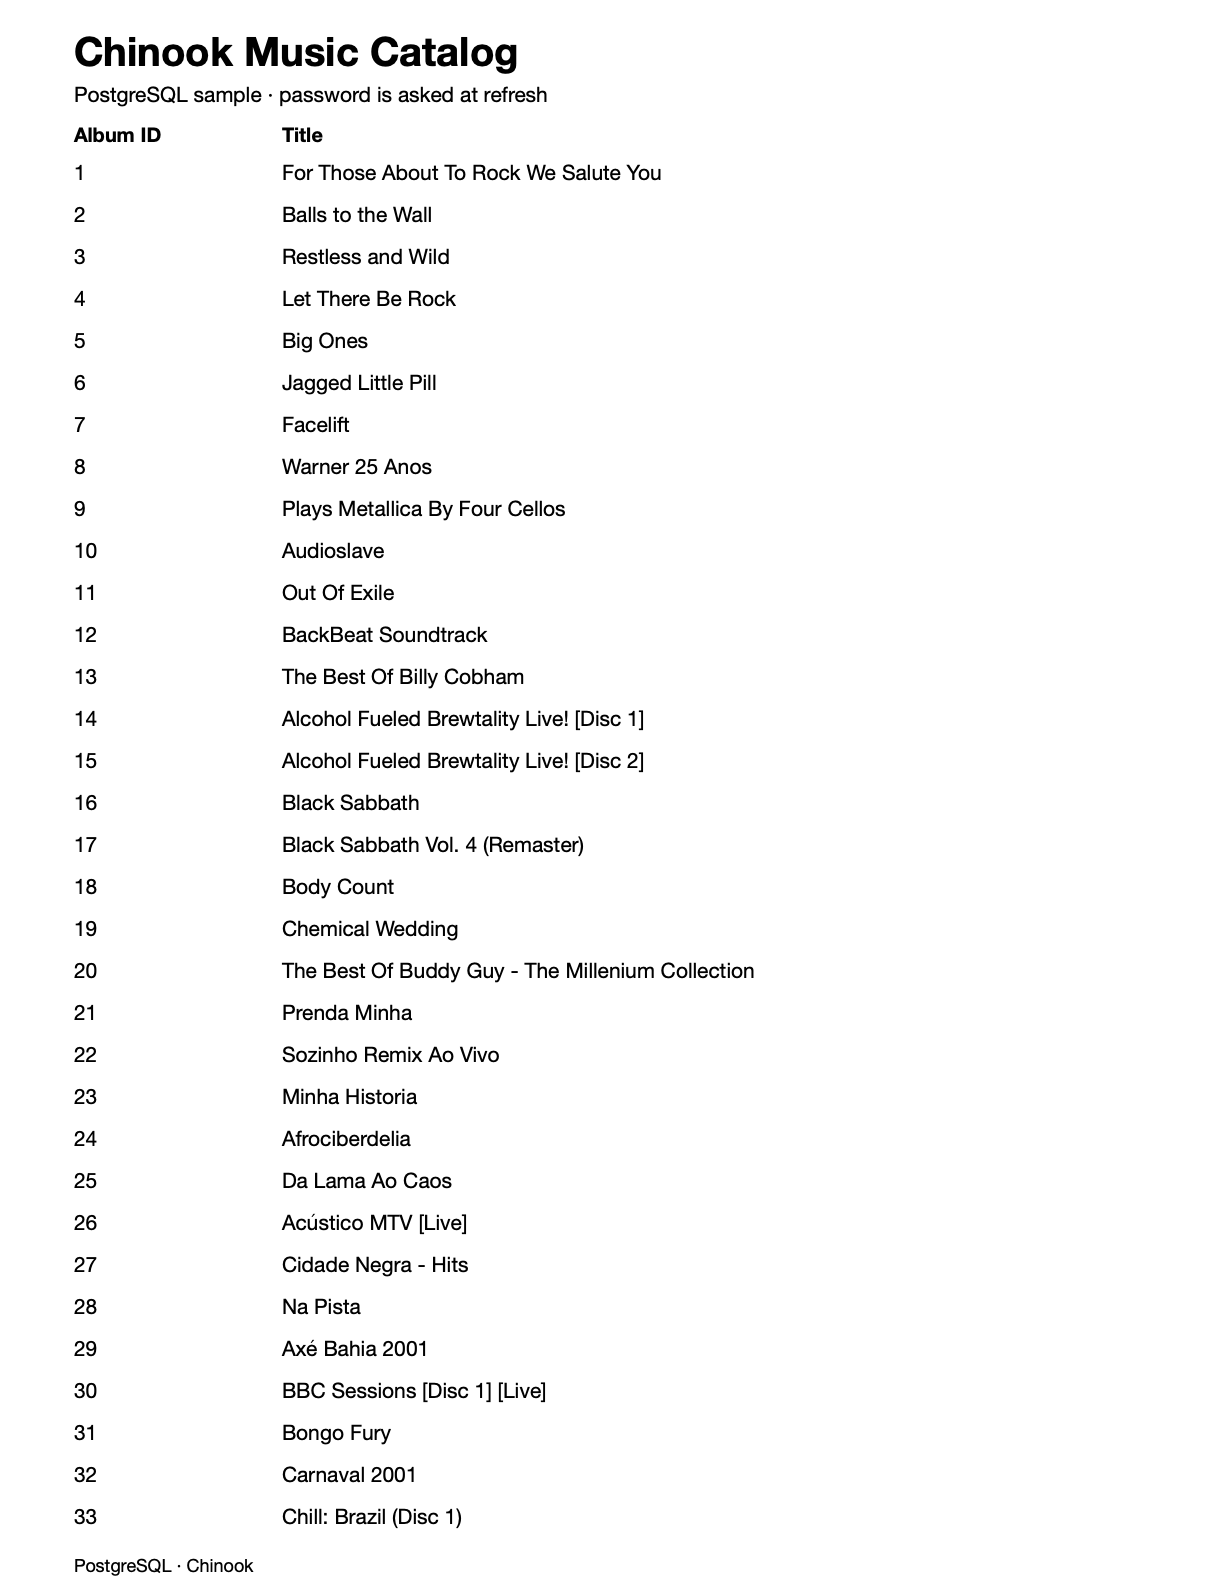 Chinook Music Catalog
PostgreSQL sample · password is asked at refresh
Album ID Title
1 For Those About To Rock We Salute You
2 Balls to the Wall
3 Restless and Wild
4 Let There Be Rock
5 Big Ones
6 Jagged Little Pill
7 Facelift
8 Warner 25 Anos
9 Plays Metallica By Four Cellos
10 Audioslave
11 Out Of Exile
12 BackBeat Soundtrack
13 The Best Of Billy Cobham
14 Alcohol Fueled Brewtality Live! [Disc 1]
15 Alcohol Fueled Brewtality Live! [Disc 2]
16 Black Sabbath
17 Black Sabbath Vol. 4 (Remaster)
18 Body Count
19 Chemical Wedding
20 The Best Of Buddy Guy - The Millenium Collection
21 Prenda Minha
22 Sozinho Remix Ao Vivo
23 Minha Historia
24 Afrociberdelia
25 Da Lama Ao Caos
26 Acústico MTV [Live]
27 Cidade Negra - Hits
28 Na Pista
29 Axé Bahia 2001
30 BBC Sessions [Disc 1] [Live]
31 Bongo Fury
32 Carnaval 2001
33 Chill: Brazil (Disc 1)
PostgreSQL · Chinook